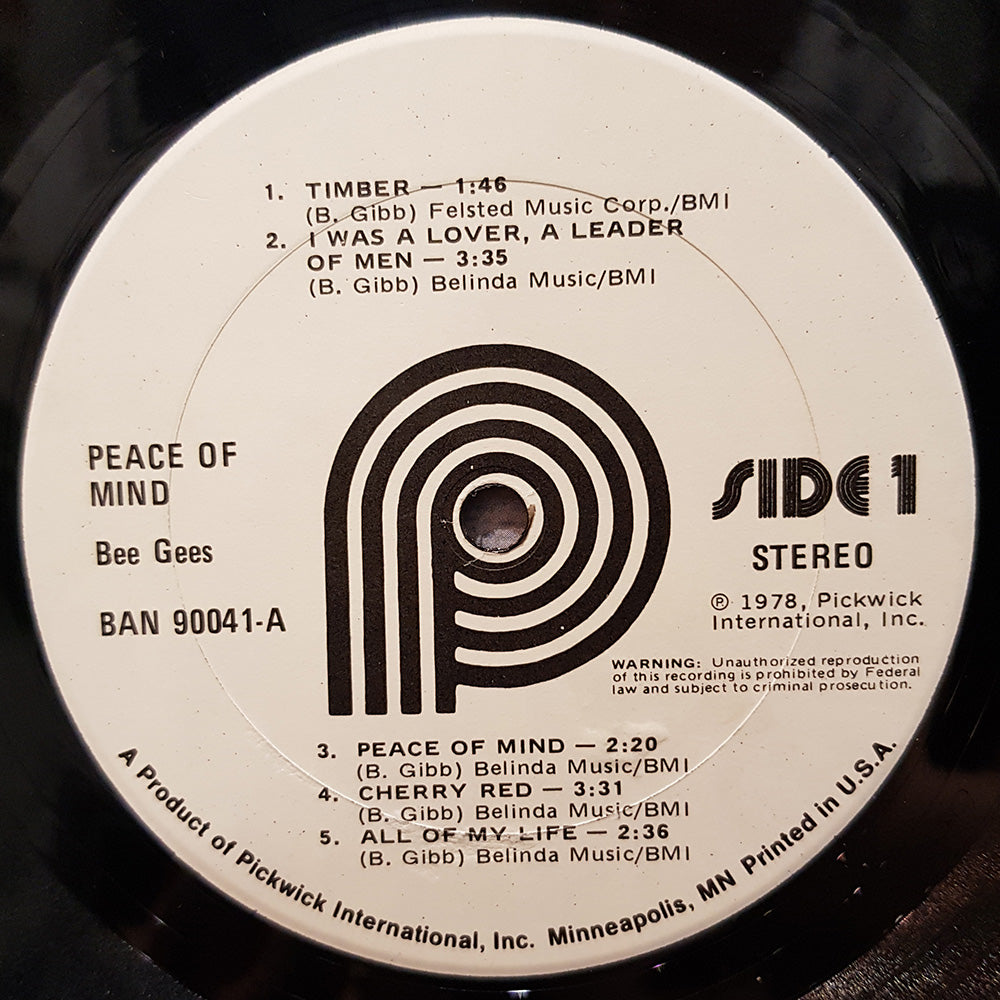 1. TIMBER — 1:46
(B. Gibb) Felsted Music Corp./BMI
2. I WAS A LOVER, A LEADER
OF MEN — 3:35
(B. Gibb) Belinda Music/BMI
PEACE OF
MIND
Bee Gees
BAN 90041-A
SIDE 1
STEREO
℗ 1978, Pickwick
International, Inc.
WARNING: Unauthorized reproduction
of this recording is prohibited by Federal
law and subject to criminal prosecution.
3. PEACE OF MIND — 2:20
(B. Gibb) Belinda Music/BMI
4. CHERRY RED — 3:31
(B. Gibb) Belinda Music/BMI
5. ALL OF MY LIFE — 2:36
(B. Gibb) Belinda Music/BMI
A Product of Pickwick International, Inc. Minneapolis, MN Printed in U.S.A.